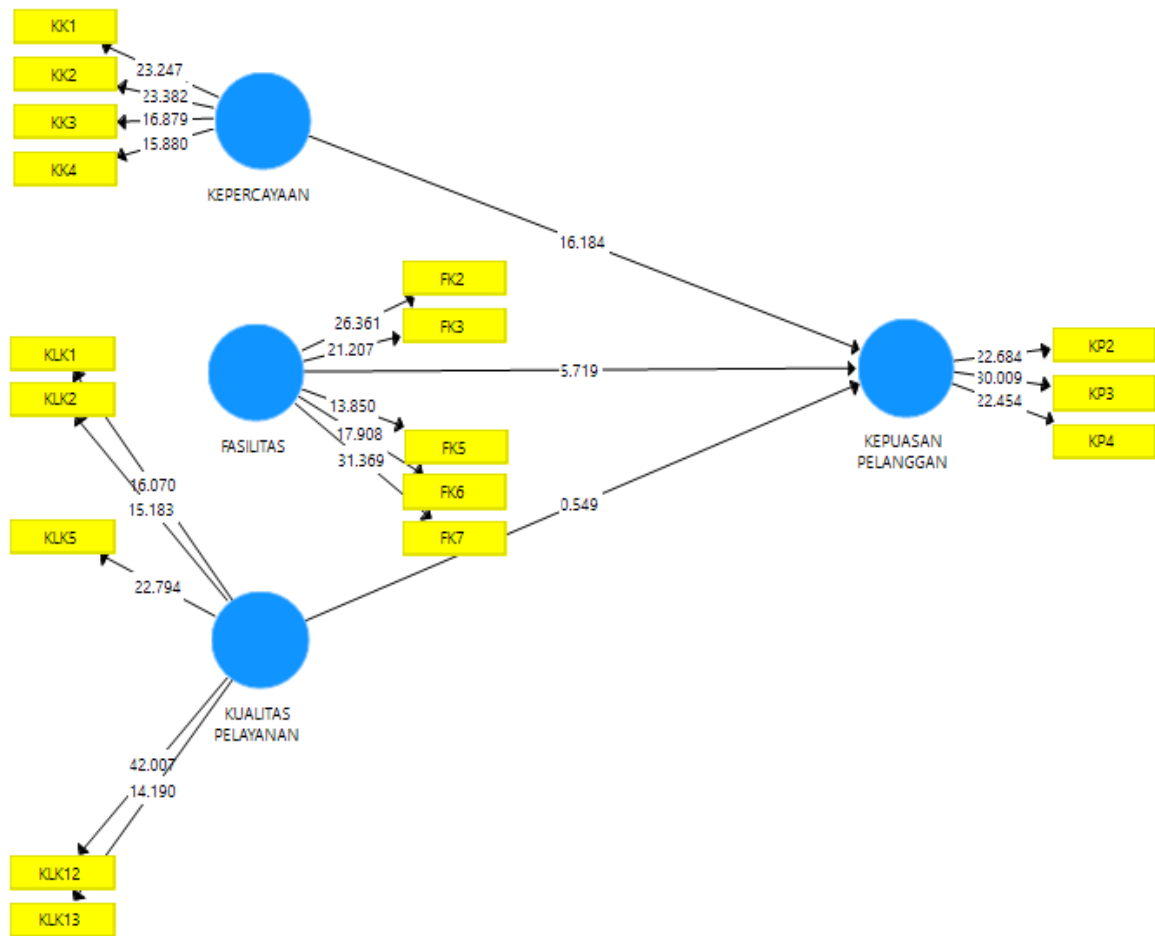 KK1
KK2
KK3
KK4
23.247
23.382
16.879
15.880
KEPERCAYAAN
16.184
FK2
FK3
26.361
21.207
FASILITAS
5.719
13.850
17.908
31.369
FK5
FK6
FK7
KEPUASAN
PELANGGAN
22.684
30.009
22.454
KP2
KP3
KP4
KLK1
KLK2
16.070
15.183
KLK5
22.794
0.549
KUALITAS
PELAYANAN
42.007
14.190
KLK12
KLK13